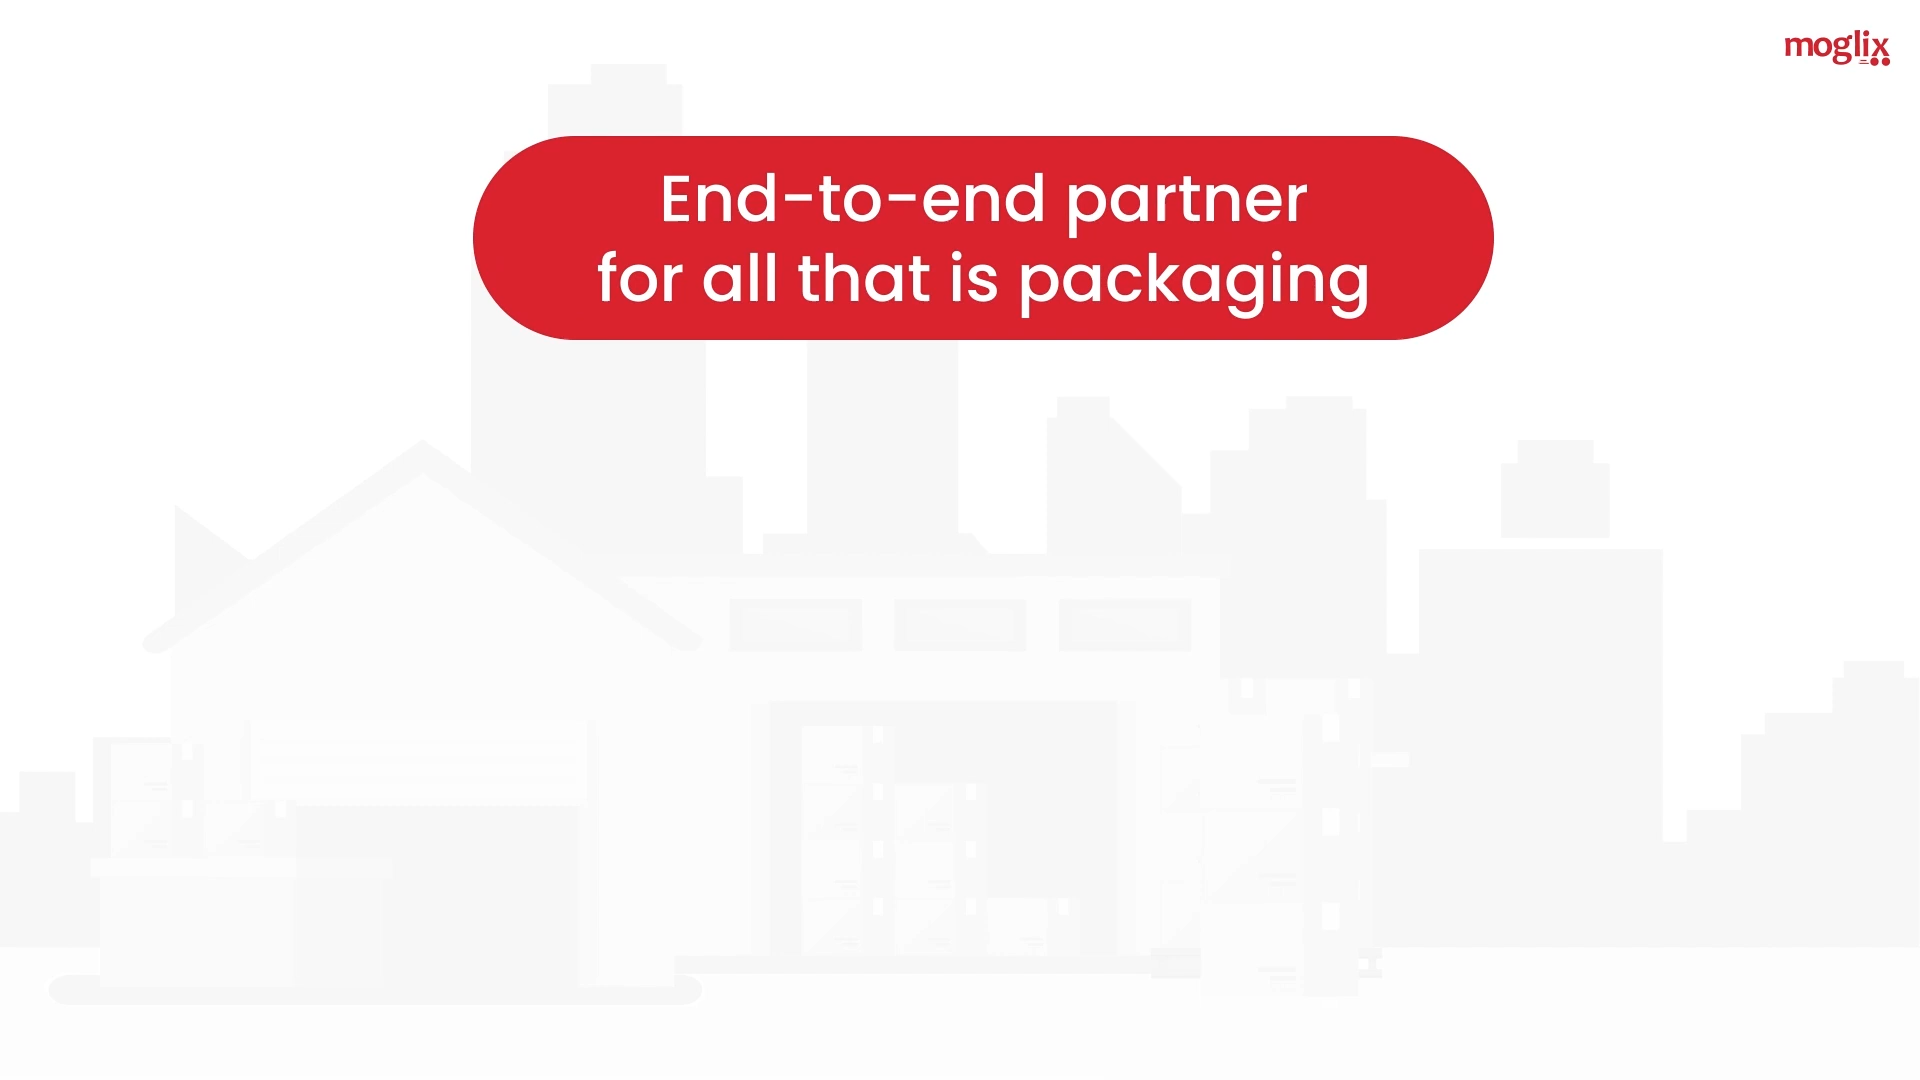 moglix
End-to-end partner
for all that is packaging